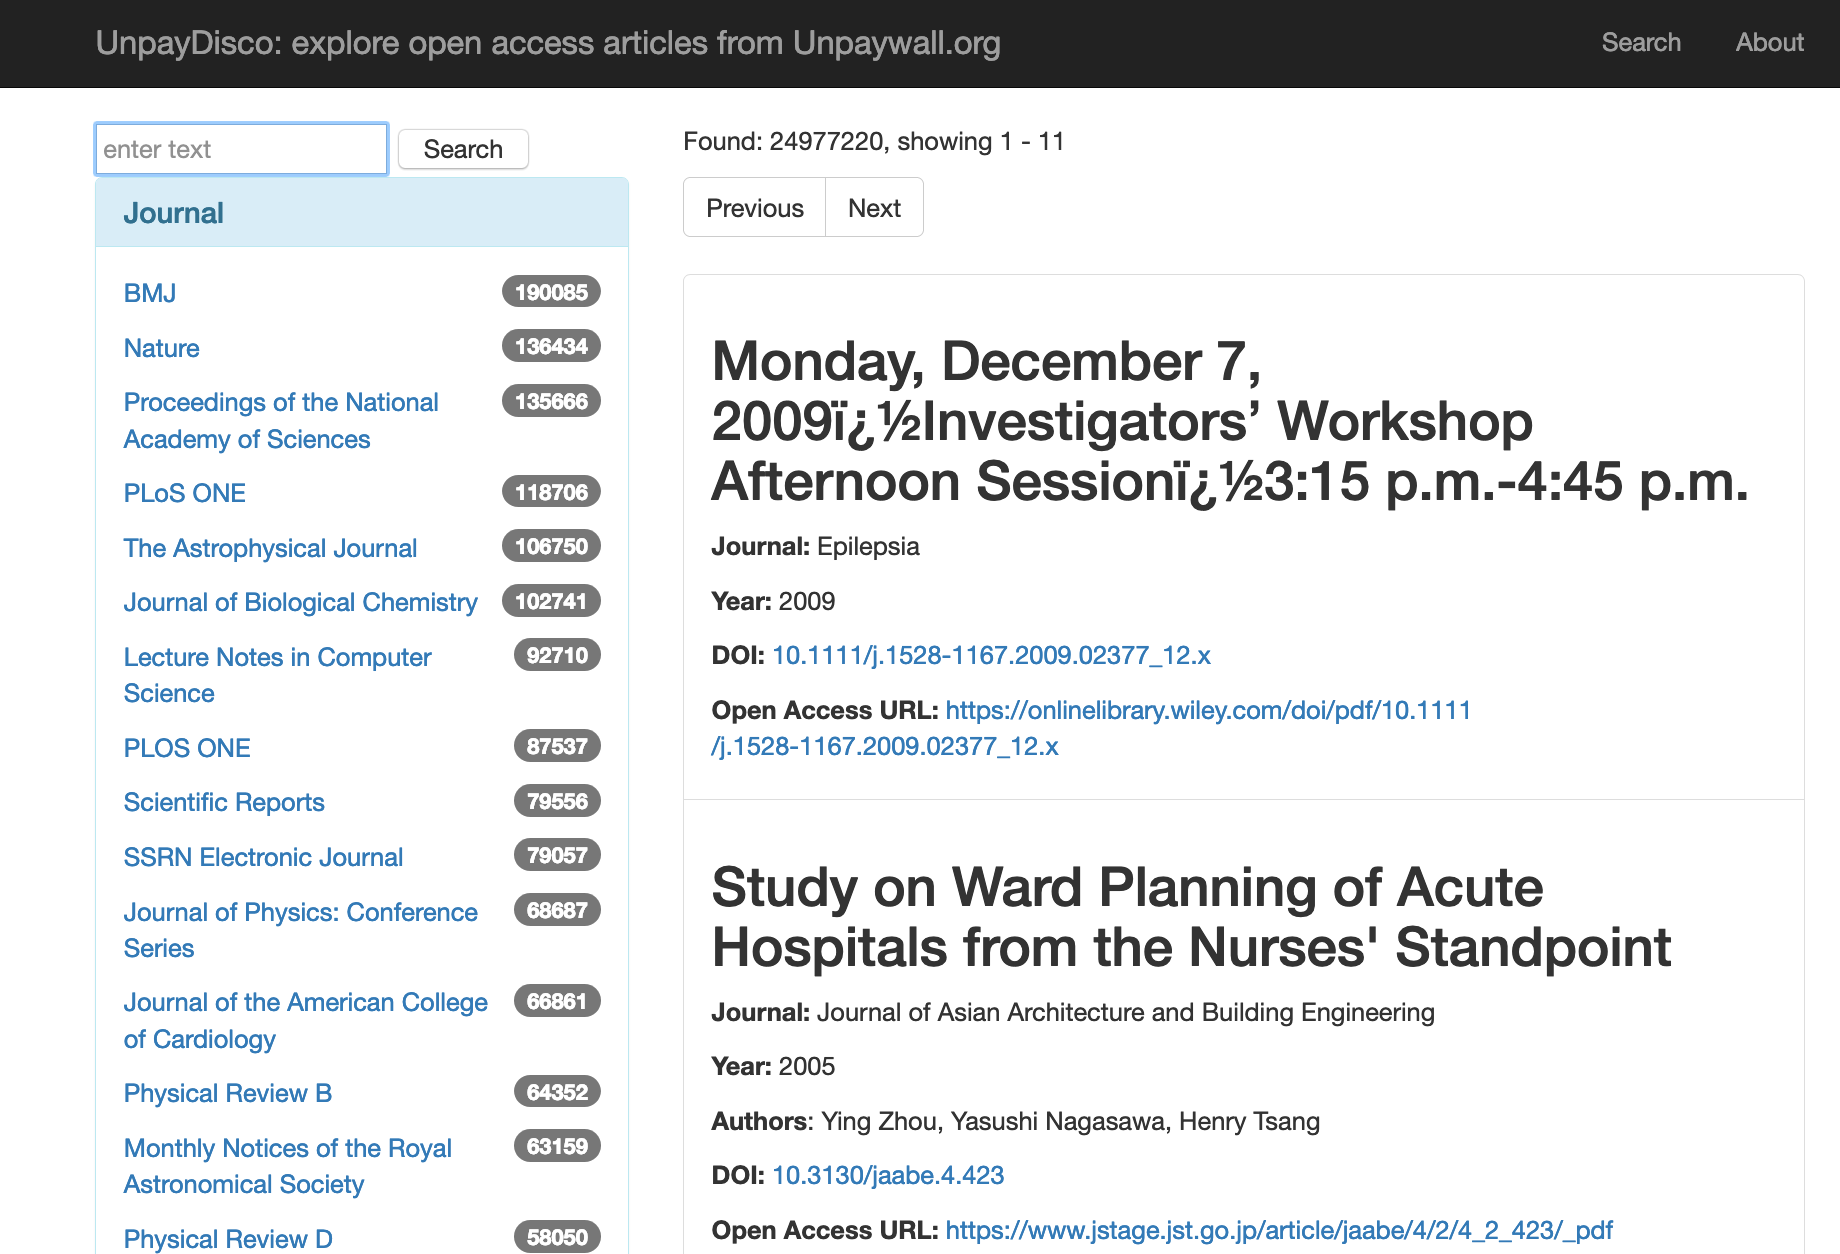 UnpayDisco: explore open access articles from Unpaywall.org
Search
About
enter text
Search
Journal
BMJ 190085
Nature 136434
Proceedings of the National 135666
Academy of Sciences
PLoS ONE 118706
The Astrophysical Journal 106750
Journal of Biological Chemistry 102741
Lecture Notes in Computer 92710
Science
PLOS ONE 87537
Scientific Reports 79556
SSRN Electronic Journal 79057
Journal of Physics: Conference 68687
Series
Journal of the American College 66861
of Cardiology
Physical Review B 64352
Monthly Notices of the Royal 63159
Astronomical Society
Physical Review D 58050
Found: 24977220, showing 1 - 11
Previous
Next
Monday, December 7,
2009ï¿½Investigators’ Workshop
Afternoon Sessionï¿½3:15 p.m.-4:45 p.m.
Journal: Epilepsia
Year: 2009
DOI: 10.1111/j.1528-1167.2009.02377_12.x
Open Access URL: https://onlinelibrary.wiley.com/doi/pdf/10.1111
/j.1528-1167.2009.02377_12.x
Study on Ward Planning of Acute
Hospitals from the Nurses' Standpoint
Journal: Journal of Asian Architecture and Building Engineering
Year: 2005
Authors: Ying Zhou, Yasushi Nagasawa, Henry Tsang
DOI: 10.3130/jaabe.4.423
Open Access URL: https://www.jstage.jst.go.jp/article/jaabe/4/2/4_2_423/_pdf